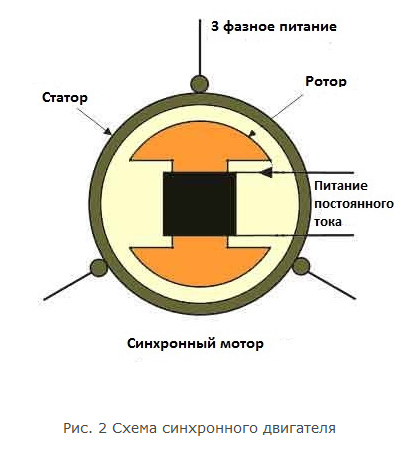 3 фазное питание
Статор
Ротор
Питание
постоянного
тока
Синхронный мотор
Рис. 2 Схема синхронного двигателя